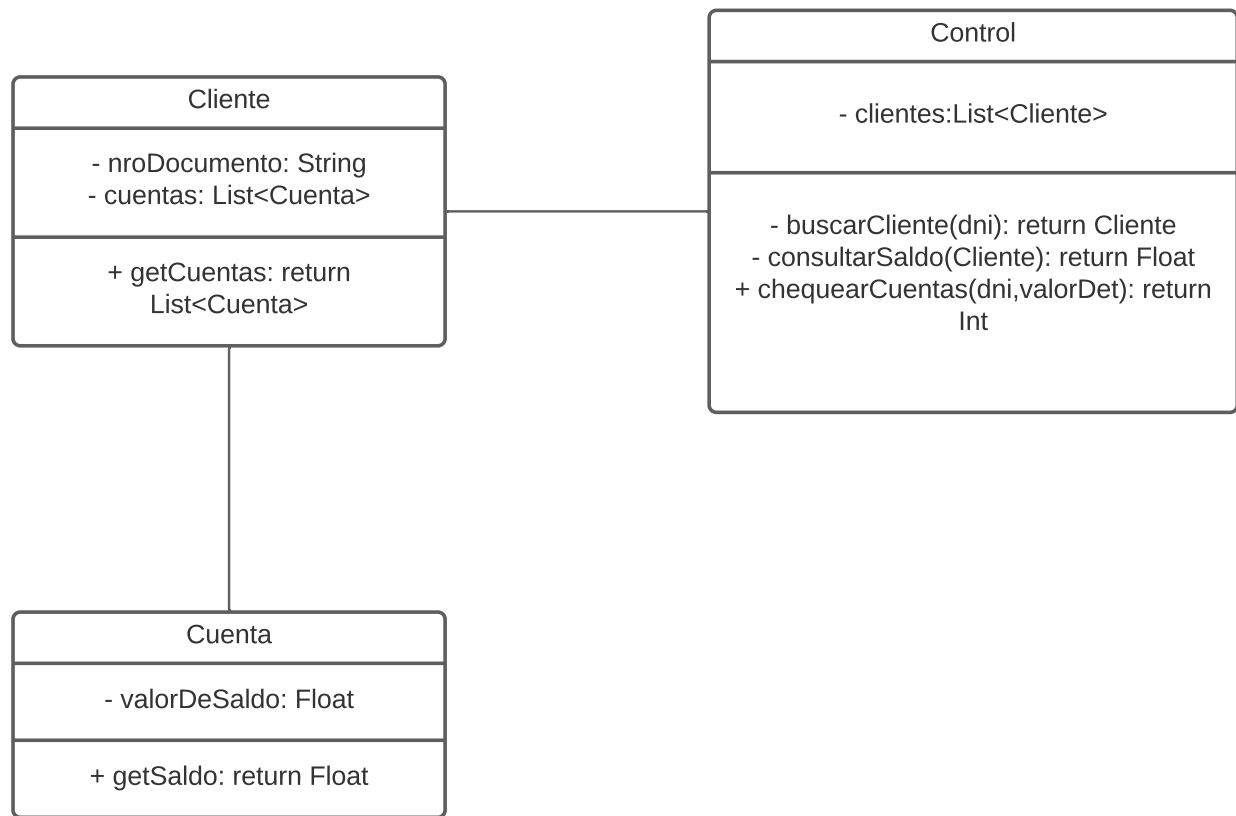 Cliente
- nroDocumento: String
- cuentas: List<Cuenta>
+ getCuentas: return
List<Cuenta>
Control
- clientes:List<Cliente>
- buscarCliente(dni): return Cliente
- consultarSaldo(Cliente): return Float
+ chequearCuentas(dni,valorDet): return
Int
Cuenta
- valorDeSaldo: Float
+ getSaldo: return Float